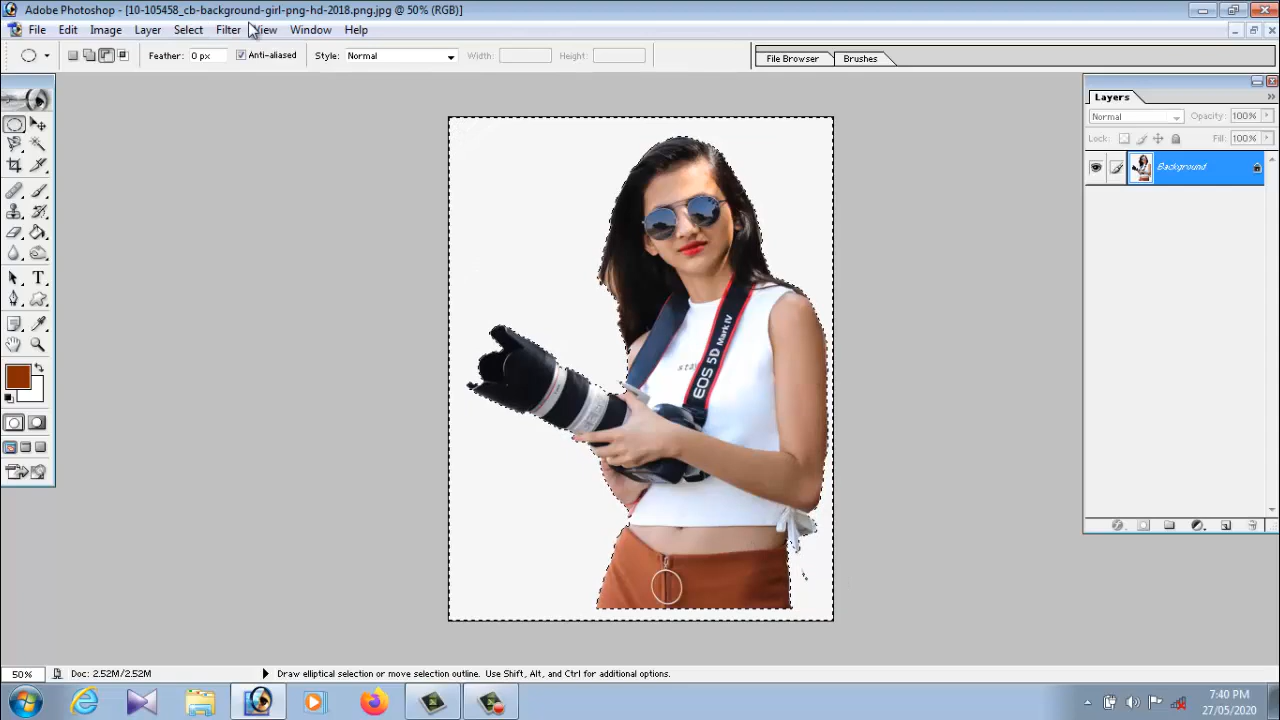 Adobe Photoshop - [10-105458_cb-background-girl-png-hd-2018.png.jpg @ 50% (RGB)]
File Edit Image Layer Select Filter View Window Help
Feather: 0 px Anti-aliased Style: Normal Width: Height: File Browser Brushes
Layers
Normal Opacity: 100%
Lock: Fill: 100%
Background
EOS 5D Mark IV
stay
50% Doc: 2.52M/2.52M Draw elliptical selection or move selection outline. Use Shift, Alt, and Ctrl for additional options.
7:40 PM
27/05/2020